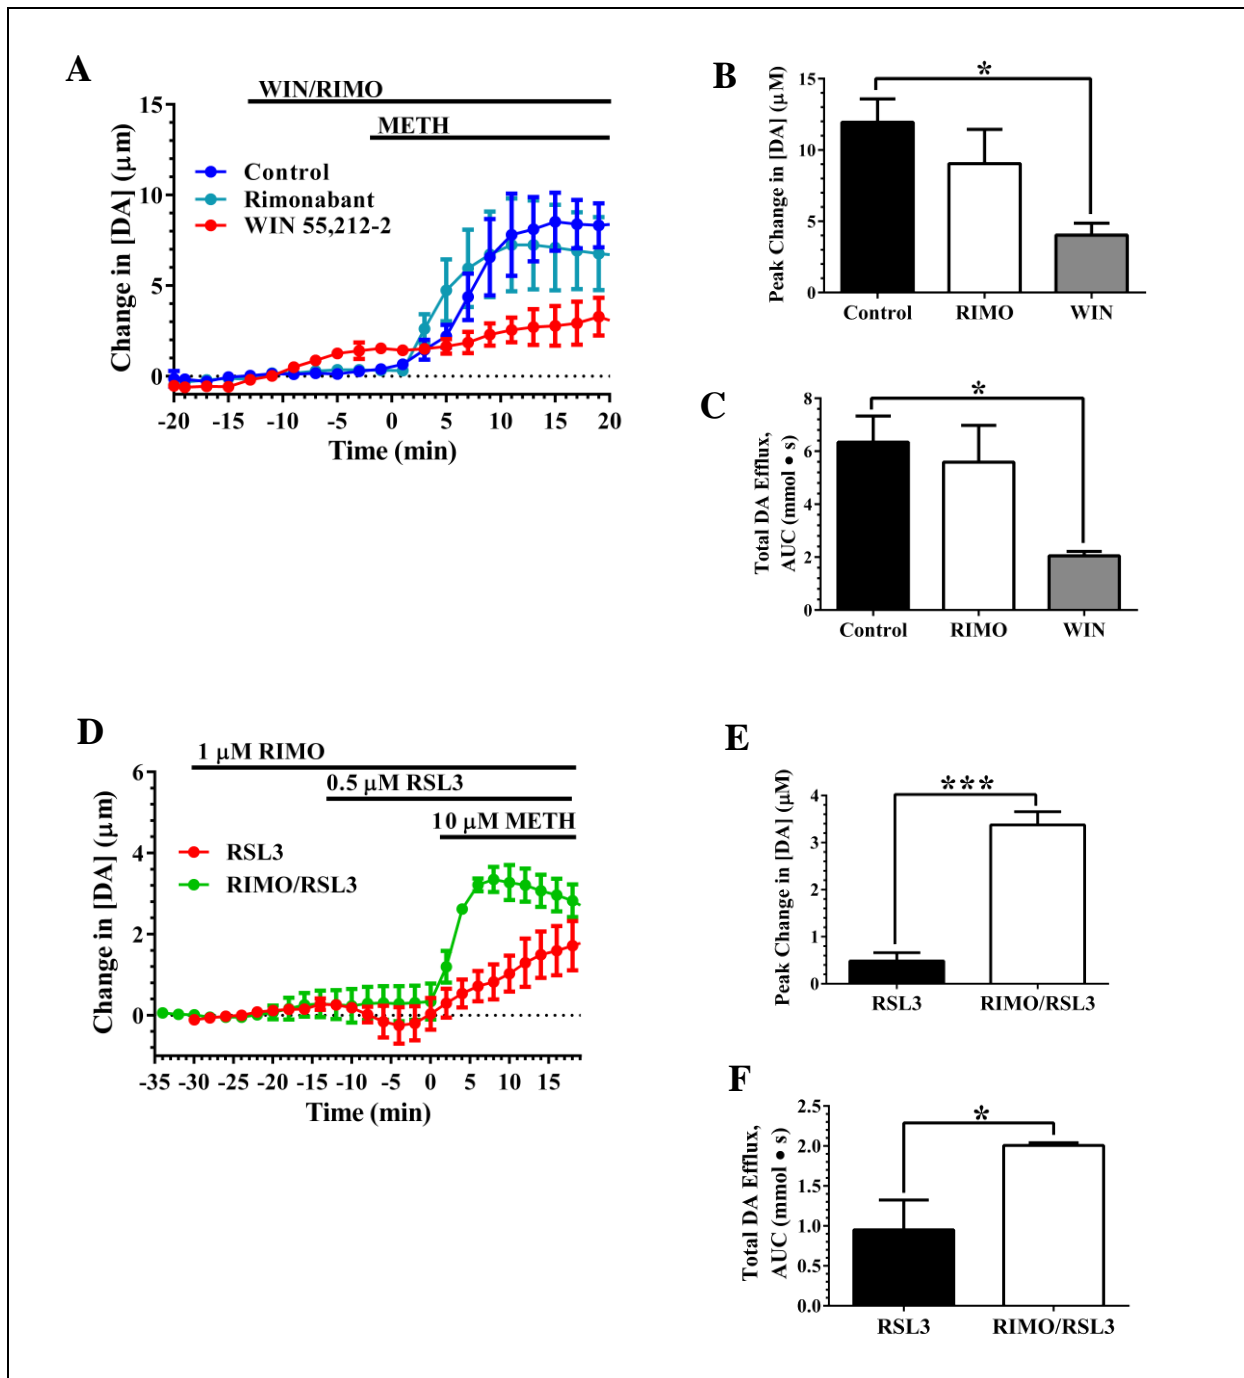 A
WIN/RIMO
METH
Control
Rimonabant
WIN 55,212-2
Change in [DA] (μm)
15
10
5
0
-20 -15 -10 -5 0 5 10 15 20
Time (min)
B
*
Peak Change in [DA] (μM)
15
10
5
0
Control RIMO WIN
C
*
Total DA Efflux,
AUC (mmol • s)
8
6
4
2
0
Control RIMO WIN
D
1 μM RIMO
0.5 μM RSL3
10 μM METH
RSL3
RIMO/RSL3
Change in [DA] (μm)
6
4
2
0
-35 -30 -25 -20 -15 -10 -5 0 5 10 15
Time (min)
E
***
Peak Change in [DA] (μM)
4
3
2
1
0
RSL3 RIMO/RSL3
F
*
Total DA Efflux,
AUC (mmol • s)
2.5
2.0
1.5
1.0
0.5
0.0
RSL3 RIMO/RSL3